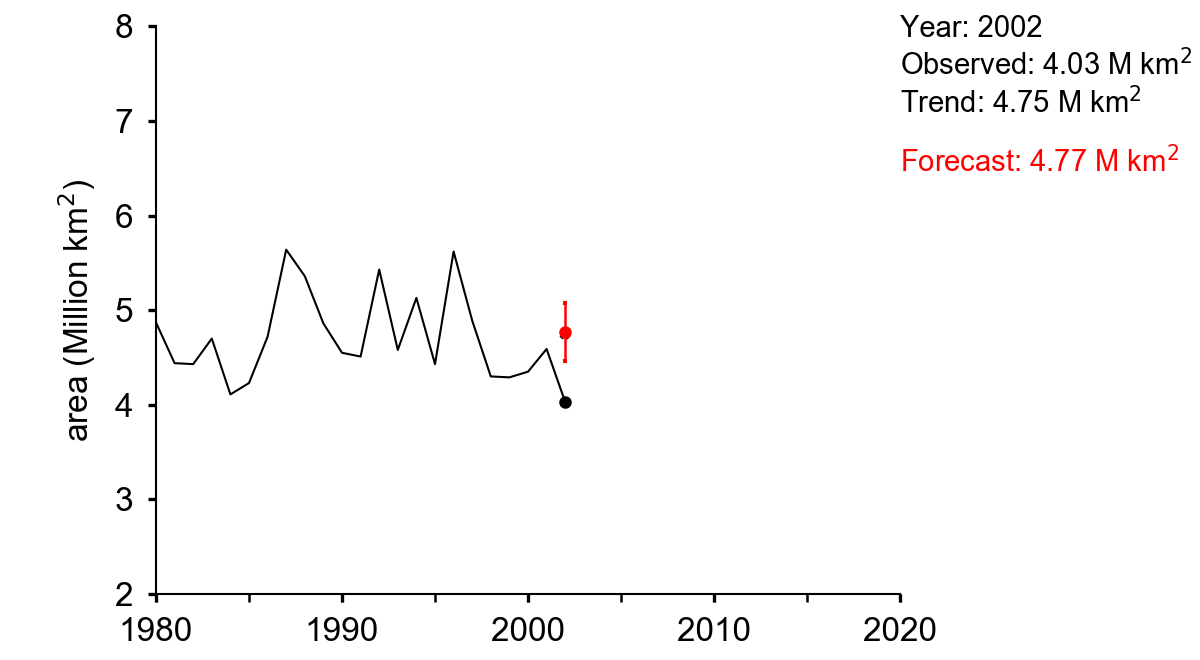 8
7
6
5
4
3
2
area (Million km²)
1980
1990
2000
2010
2020
Year: 2002
Observed: 4.03 M km²
Trend: 4.75 M km²
Forecast: 4.77 M km²